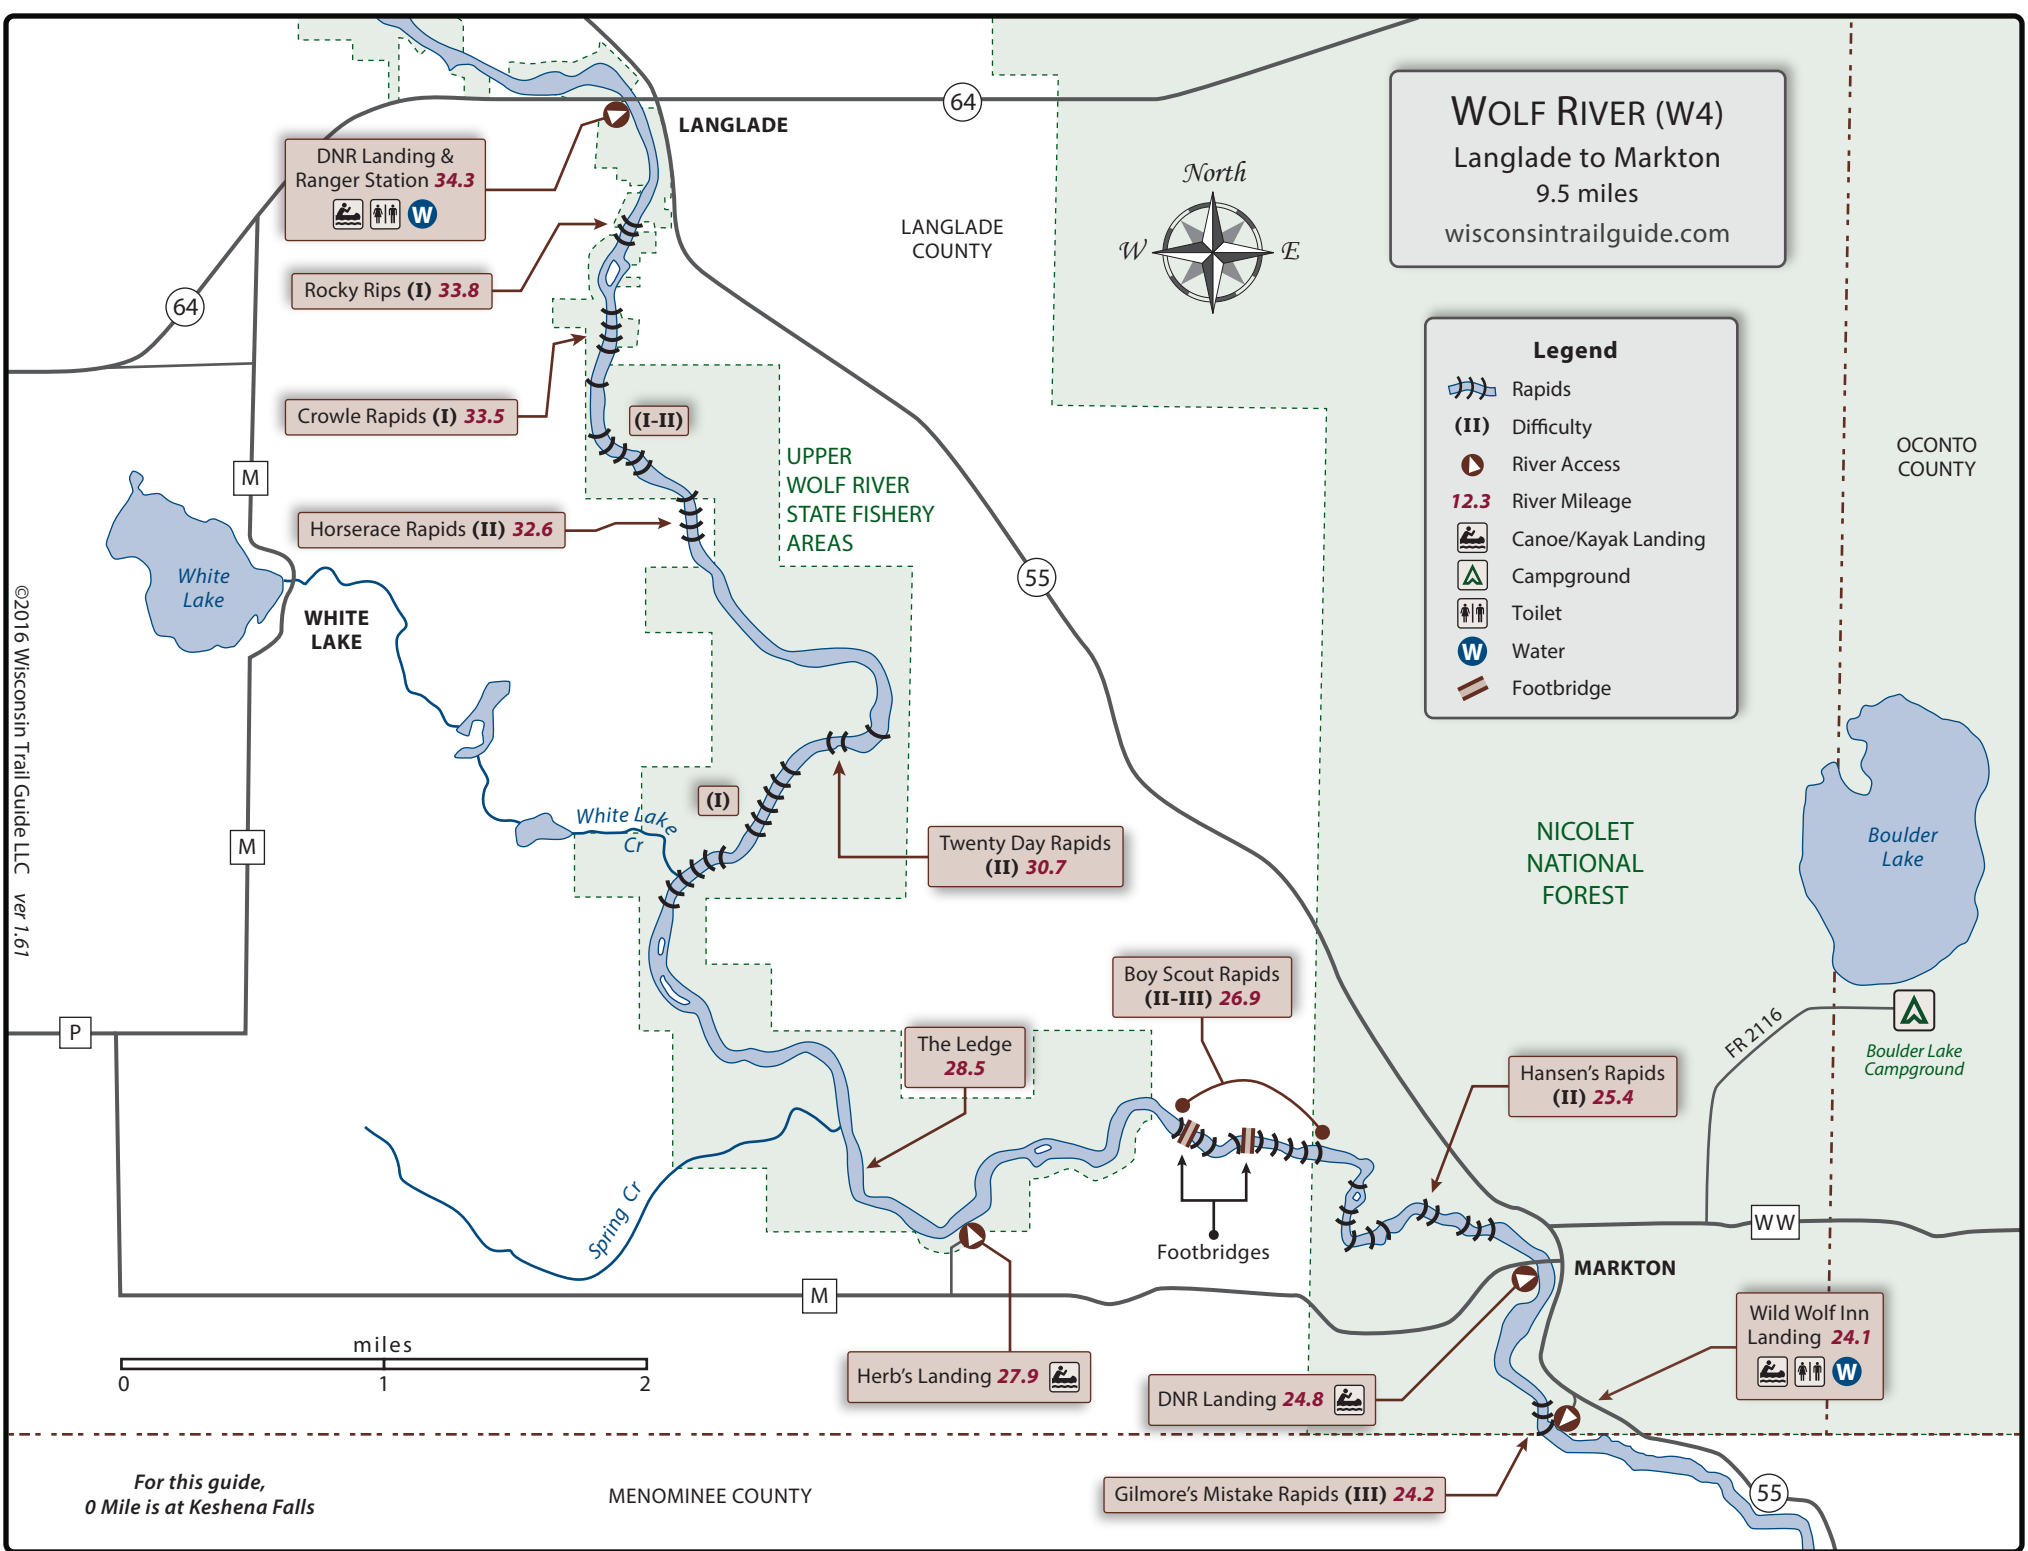 WOLF RIVER (W4)
Langlade to Markton
9.5 miles
wisconsintrailguide.com
64
LANGLADE
DNR Landing &
Ranger Station 34.3
W
LANGLADE
COUNTY
North
W
E
Rocky Rips (I) 33.8
64
Legend
Rapids
(II) Difficulty
River Access
12.3 River Mileage
Canoe/Kayak Landing
Campground
Toilet
W Water
Footbridge
Crowle Rapids (I) 33.5
(I-II)
OCONTO
COUNTY
M
UPPER
WOLF RIVER
STATE FISHERY
AREAS
Horserace Rapids (II) 32.6
55
White
Lake
WHITE
LAKE
©2016 Wisconsin Trail Guide LLC ver 1.61
(I)
White Lake
Cr
M
Twenty Day Rapids
(II) 30.7
NICOLET
NATIONAL
FOREST
Boulder
Lake
Boy Scout Rapids
(II-III) 26.9
P
The Ledge
28.5
FR 2116
Boulder Lake
Campground
Hansen's Rapids
(II) 25.4
Spring Cr
Footbridges
WW
MARKTON
M
Wild Wolf Inn
Landing 24.1
W
miles
0 1 2
Herb's Landing 27.9
DNR Landing 24.8
For this guide,
0 Mile is at Keshena Falls
MENOMINEE COUNTY
Gilmore's Mistake Rapids (III) 24.2
55